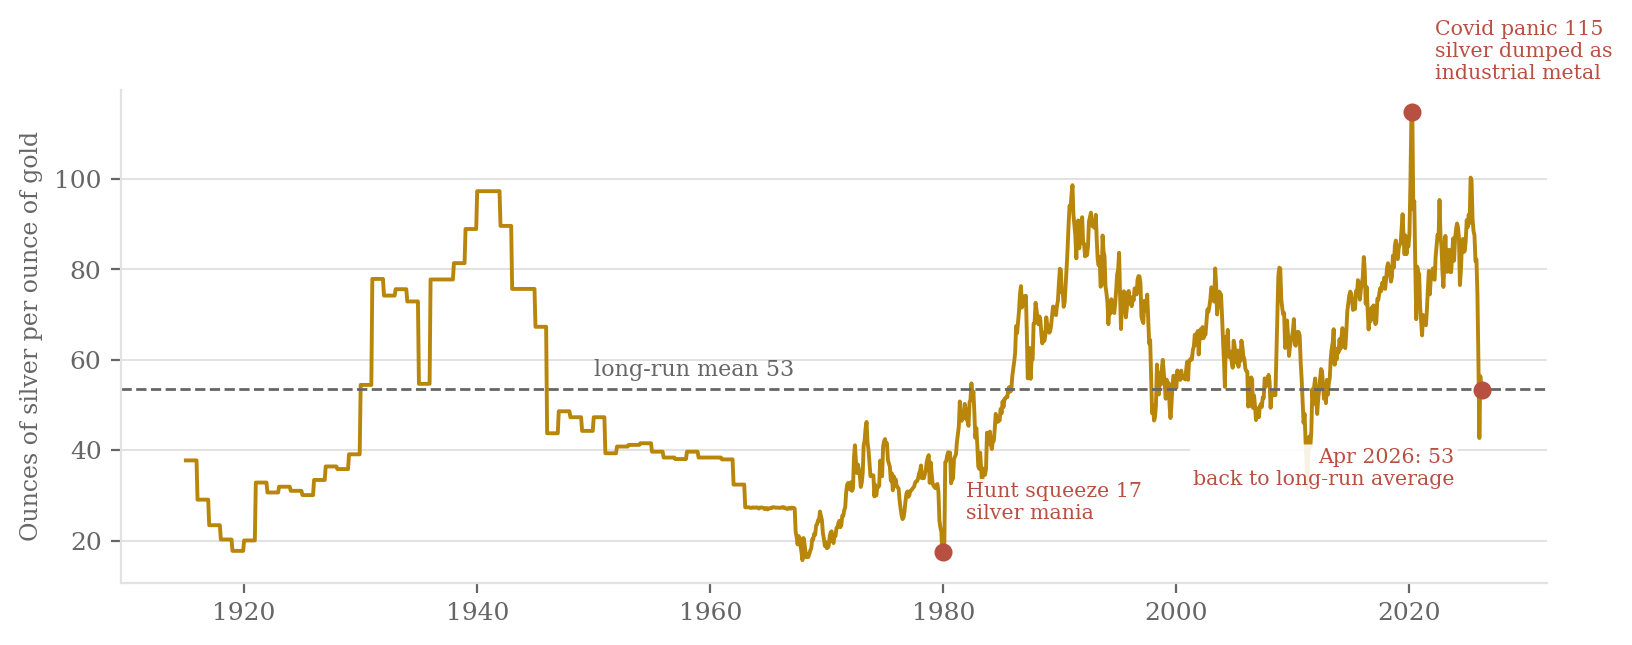 Covid panic 115
silver dumped as
industrial metal
Ounces of silver per ounce of gold
100
80
60
40
20
long-run mean 53
Apr 2026: 53
back to long-run average
Hunt squeeze 17
silver mania
1920
1940
1960
1980
2000
2020